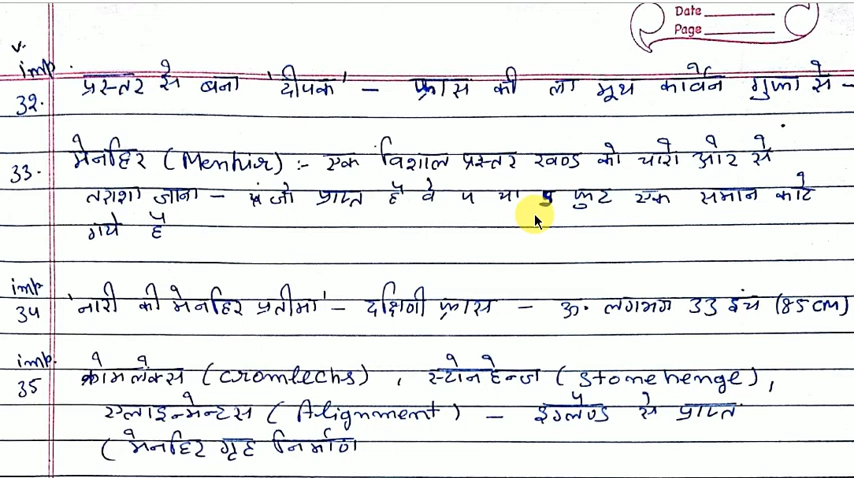 Date
Page
v.
imp.
32. प्रस्तर से बना 'दीपक' – फ्रास की ला मूथ कार्वन गुफा से –
33. मेनहिर (Menhir) :- एक विशाल प्रस्तर खण्ड को चारो ओर से
तराशा जाना – जो प्राप्त है वे प या 9 फुट एक समान काटे
गये है
imp
34 'नारी की मेनहिर प्रतीमा' – दक्षिणी फ्रास – ऊ. लगभग 33 इंच (85 CM)
imp.
35 क्रोमलेक्स (cromlechs), स्टोनहेन्ज (stonehenge),
एलाइन्मेन्टस (Alignment) – इंग्लैण्ड से प्राप्त
(मेनहिर गृह निर्माण